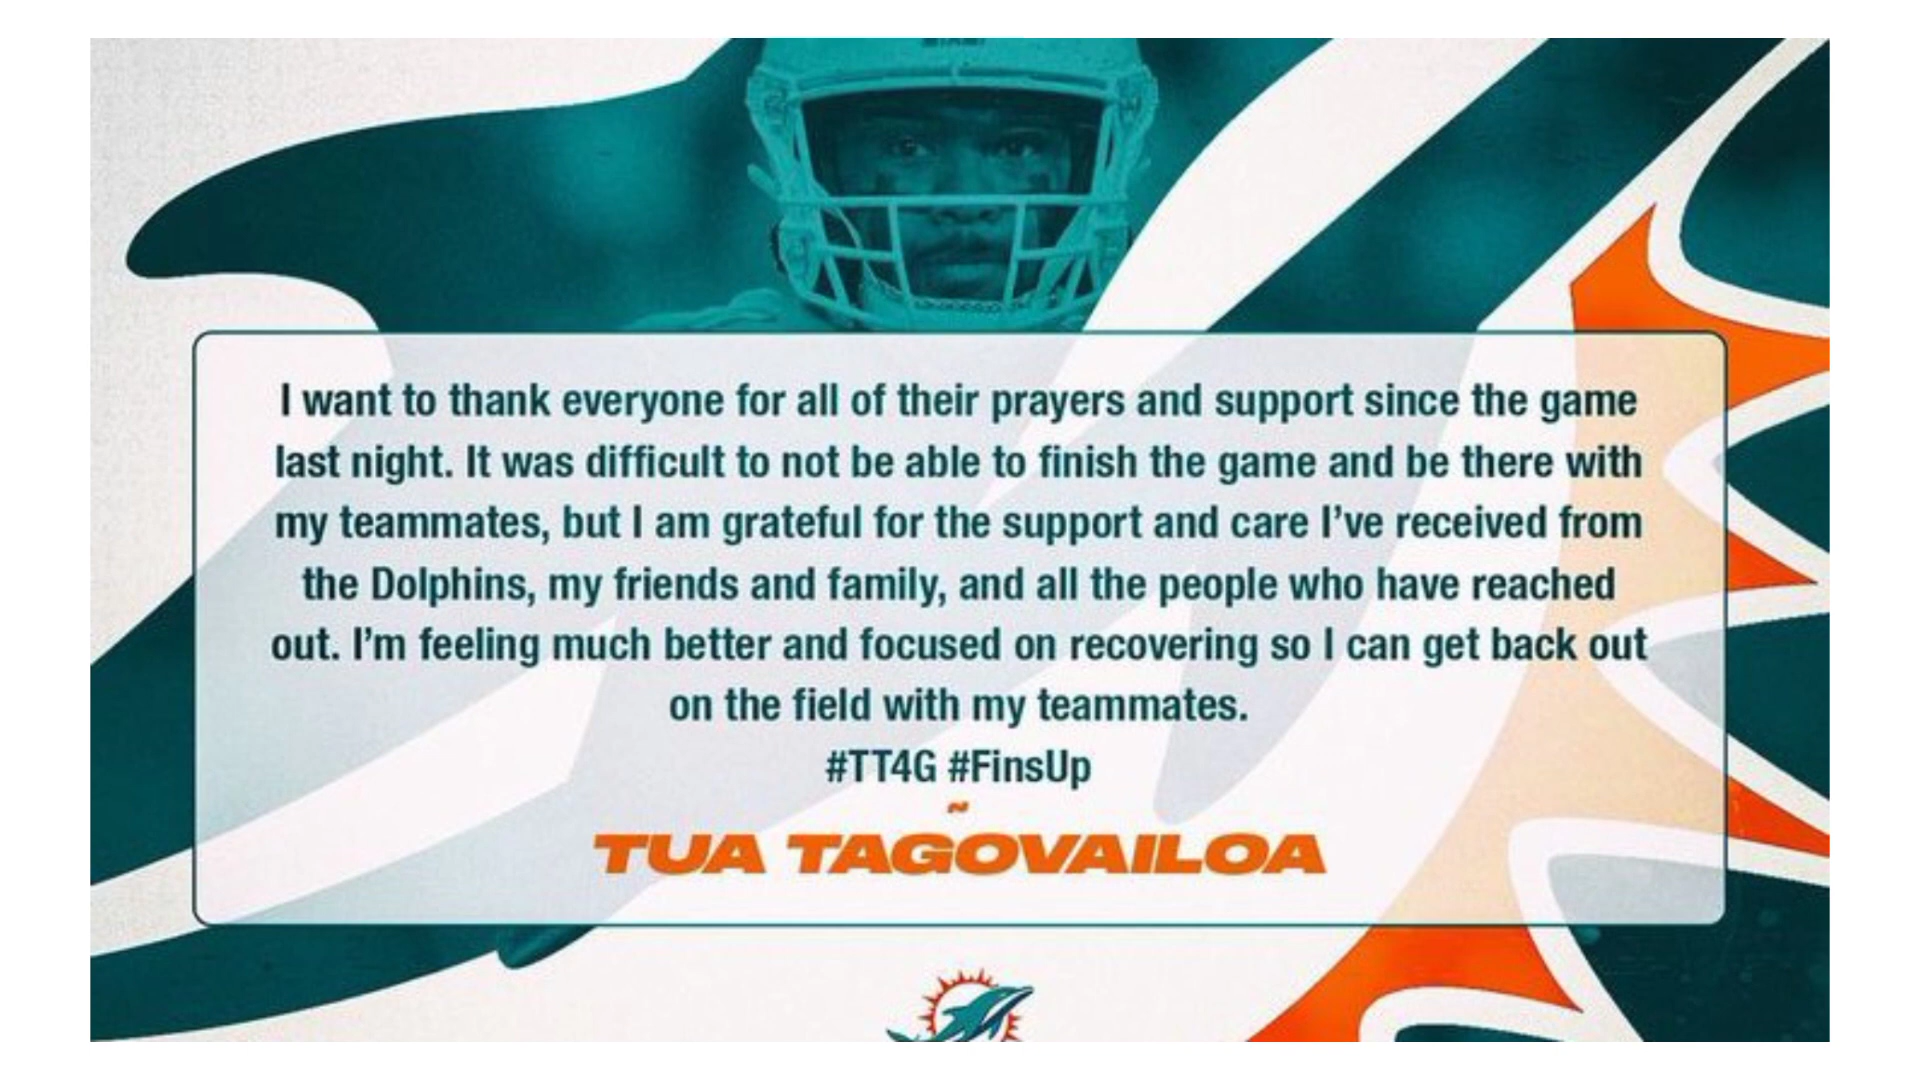 I want to thank everyone for all of their prayers and support since the game
last night. It was difficult to not be able to finish the game and be there with
my teammates, but I am grateful for the support and care I've received from
the Dolphins, my friends and family, and all the people who have reached
out. I'm feeling much better and focused on recovering so I can get back out
on the field with my teammates.
#TT4G #FinsUp
~
TUA TAGOVAILOA